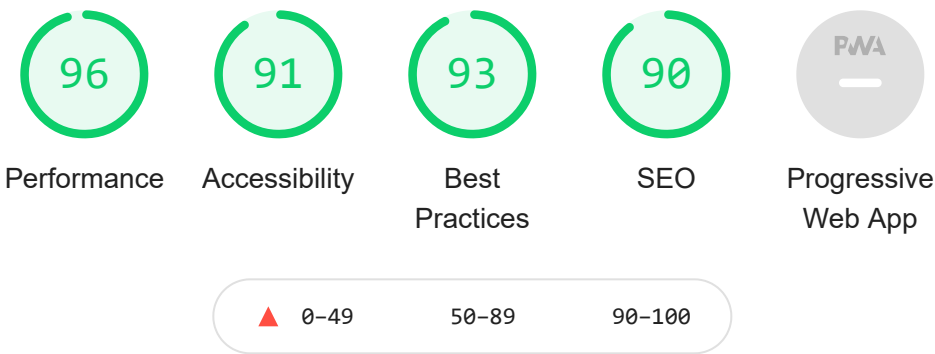 96
91
93
90
PWA
Performance
Accessibility
Best
Practices
SEO
Progressive
Web App
0–49
50–89
90–100